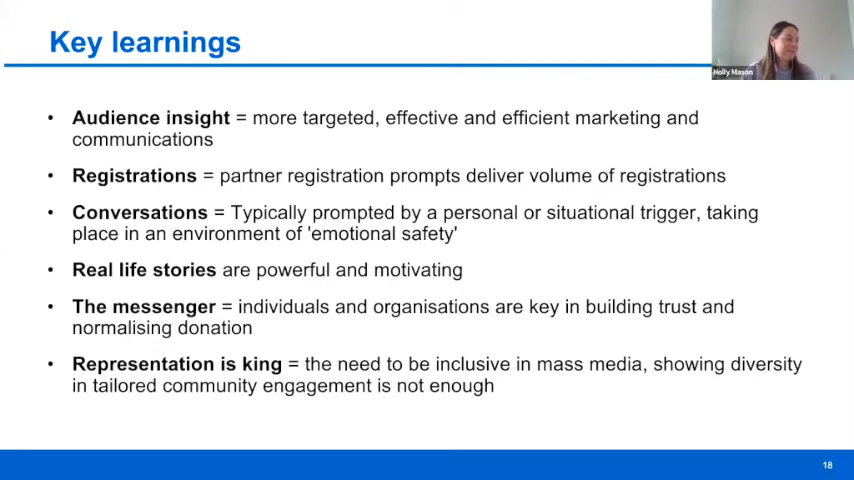 Key learnings
Holly Mason
• Audience insight = more targeted, effective and efficient marketing and
communications
• Registrations = partner registration prompts deliver volume of registrations
• Conversations = Typically prompted by a personal or situational trigger, taking
place in an environment of 'emotional safety'
• Real life stories are powerful and motivating
• The messenger = individuals and organisations are key in building trust and
normalising donation
• Representation is king = the need to be inclusive in mass media, showing diversity
in tailored community engagement is not enough
18